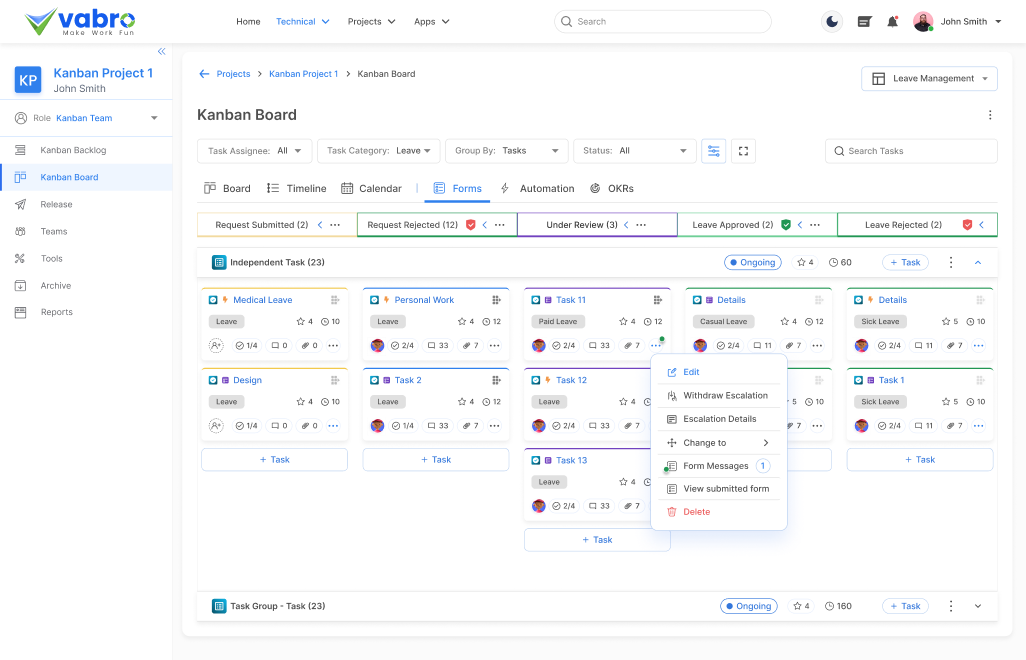 vabro
Make Work Fun
Home Technical Projects Apps Search John Smith
KP Kanban Project 1
John Smith
Role Kanban Team
Kanban Backlog
Kanban Board
Release
Teams
Tools
Archive
Reports
Projects > Kanban Project 1 > Kanban Board
Leave Management
Kanban Board
Task Assignee: All Task Category: Leave Group By: Tasks Status: All Search Tasks
Board Timeline Calendar | Forms Automation OKRs
Request Submitted (2) Request Rejected (12) Under Review (3) Leave Approved (2) Leave Rejected (2)
Independent Task (23) Ongoing 4 60 + Task
Medical Leave Personal Work Task 11 Details Details
Leave 4 10 Leave 4 12 Paid Leave 4 12 Casual Leave 4 12 Sick Leave 5 10
1/4 0 0 2/4 33 7 2/4 33 7 2/4 11 7 2/4 11 7
Design Task 2 Task 12 Task 1
Leave 4 10 Leave 4 12 Leave 4 5 10 Sick Leave 5 10
1/4 0 0 1/4 33 7 2/4 33 7 7 2/4 11 7
+ Task + Task Task 13 + Task
Leave 4
2/4 33 7
+ Task
Edit
Withdraw Escalation
Escalation Details
Change to
Form Messages 1
View submitted form
Delete
Task Group - Task (23) Ongoing 4 160 + Task